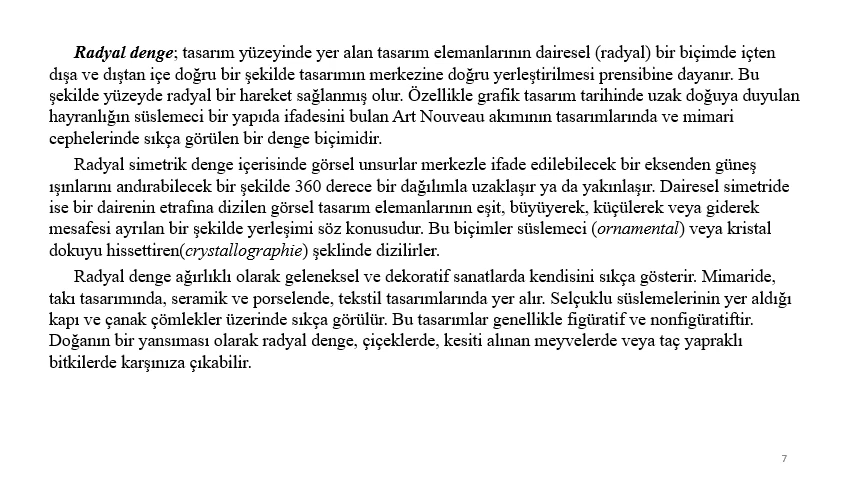 Radyal denge; tasarım yüzeyinde yer alan tasarım elemanlarının dairesel (radyal) bir biçimde içten
dışa ve dıştan içe doğru bir şekilde tasarımın merkezine doğru yerleştirilmesi prensibine dayanır. Bu
şekilde yüzeyde radyal bir hareket sağlanmış olur. Özellikle grafik tasarım tarihinde uzak doğuya duyulan
hayranlığın süslemeci bir yapıda ifadesini bulan Art Nouveau akımının tasarımlarında ve mimari
cephelerinde sıkça görülen bir denge biçimidir.
Radyal simetrik denge içerisinde görsel unsurlar merkezle ifade edilebilecek bir eksenden güneş
ışınlarını andırabilecek bir şekilde 360 derece bir dağılımla uzaklaşır ya da yakınlaşır. Dairesel simetride
ise bir dairenin etrafına dizilen görsel tasarım elemanlarının eşit, büyüyerek, küçülerek veya giderek
mesafesi ayrılan bir şekilde yerleşimi söz konusudur. Bu biçimler süslemeci (ornamental) veya kristal
dokuyu hissettiren(crystallographie) şeklinde dizilirler.
Radyal denge ağırlıklı olarak geleneksel ve dekoratif sanatlarda kendisini sıkça gösterir. Mimaride,
takı tasarımında, seramik ve porselende, tekstil tasarımlarında yer alır. Selçuklu süslemelerinin yer aldığı
kapı ve çanak çömlekler üzerinde sıkça görülür. Bu tasarımlar genellikle figüratif ve nonfigüratiftir.
Doğanın bir yansıması olarak radyal denge, çiçeklerde, kesiti alınan meyvelerde veya taç yapraklı
bitkilerde karşınıza çıkabilir.
7